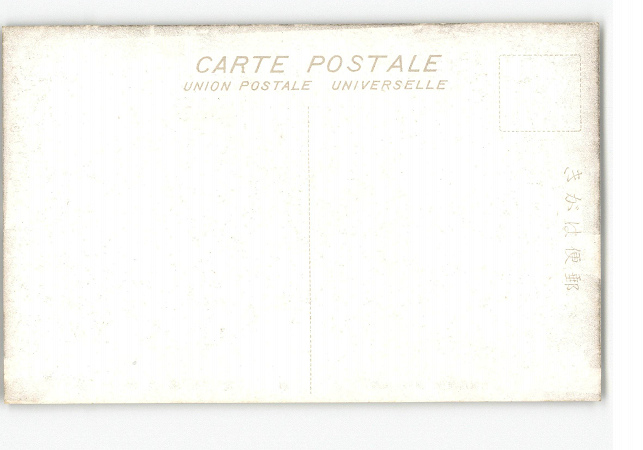 CARTE POSTALE
UNION POSTALE UNIVERSELLE
きがは便郵